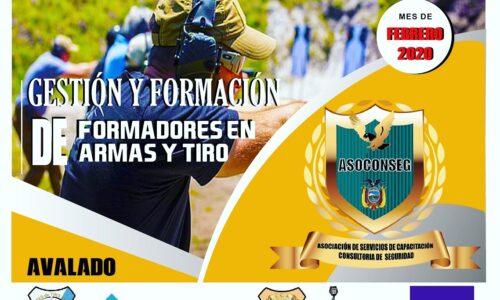 MES DE
FEBRERO
2020
GESTIÓN Y FORMACIÓN
DE FORMADORES EN
ARMAS Y TIRO
ASOCONSEG
ASOCIACIÓN DE SERVICIOS DE CAPACITACIÓN
CONSULTORIA DE SEGURIDAD
AVALADO